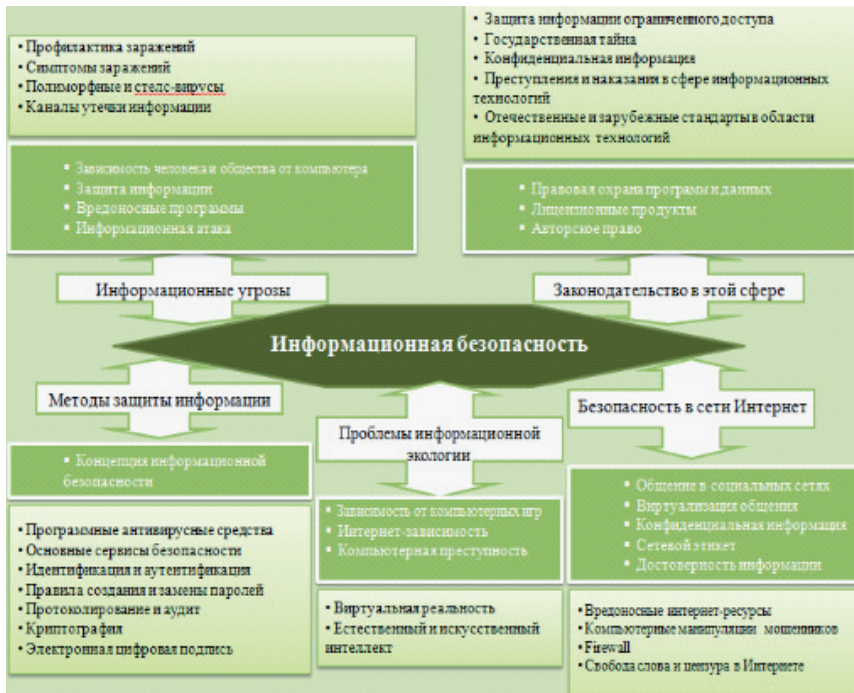 • Профилактика заражений
• Симптомы заражений
• Полиморфные и стелс-вирусы
• Каналы утечки информации
▪ Зависимость человека и общества от компьютера
▪ Защита информации
▪ Вредоносные программы
▪ Информационная атака
Информационные угрозы
• Защита информации ограниченного доступа
• Государственная тайна
• Конфиденциальная информация
• Преступления и наказания в сфере информационных
технологий
• Отечественные и зарубежные стандарты в области
информационных технологий
▪ Правовая охрана программ и данных
▪ Лицензионные продукты
▪ Авторское право
Законодательство в этой сфере
Информационная безопасность
Методы защиты информации
▪ Концепция информационной
безопасности
• Программные антивирусные средства
• Основные сервисы безопасности
• Идентификация и аутентификация
• Правила создания и замены паролей
• Протоколирование и аудит
• Криптография
• Электронная цифровая подпись
Проблемы информационной
экологии
▪ Зависимость от компьютерных игр
▪ Интернет-зависимость
▪ Компьютерная преступность
• Виртуальная реальность
• Естественный и искусственный
интеллект
Безопасность в сети Интернет
▪ Общение в социальных сетях
▪ Виртуализация общения
▪ Конфиденциальная информация
▪ Сетевой этикет
▪ Достоверность информации
• Вредоносные интернет-ресурсы
• Компьютерные манипуляции мошенников
• Firewall
• Свобода слова и цензура в Интернете